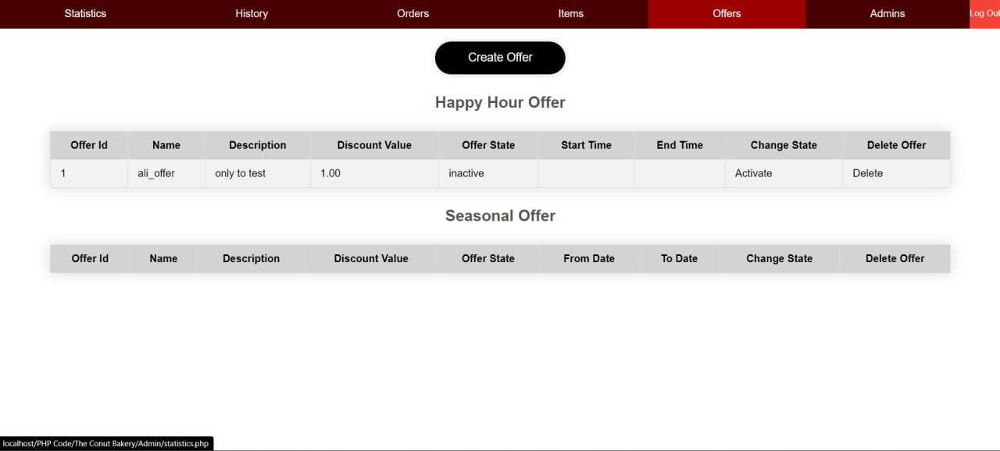 Statistics History Orders Items Offers Admins Log Out
Create Offer
Happy Hour Offer
Offer Id Name Description Discount Value Offer State Start Time End Time Change State Delete Offer
1 ali_offer only to test 1.00 inactive Activate Delete
Seasonal Offer
Offer Id Name Description Discount Value Offer State From Date To Date Change State Delete Offer
localhost/PHP Code/The Conut Bakery/Admin/statistics.php